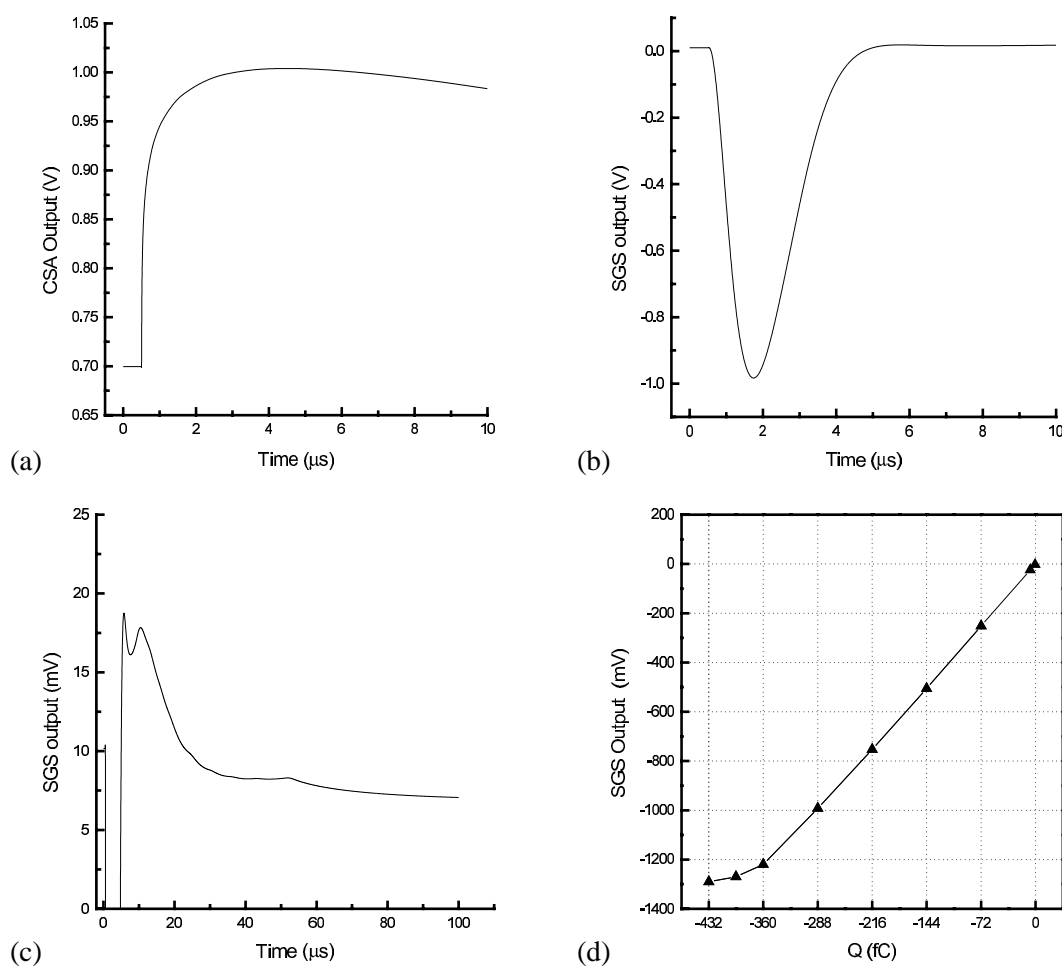 1.05
1.00
0.95
0.90
0.85
0.80
0.75
0.70
0.65
CSA Output (V)
0 2 4 6 8 10
Time (μs)
(a)
0.0
-0.2
-0.4
-0.6
-0.8
-1.0
SGS output (V)
0 2 4 6 8 10
Time (μs)
(b)
25
20
15
10
5
0
SGS output (mV)
0 20 40 60 80 100
Time (μs)
(c)
200
0
-200
-400
-600
-800
-1000
-1200
-1400
SGS Output (mV)
-432 -360 -288 -216 -144 -72 0
Q (fC)
(d)